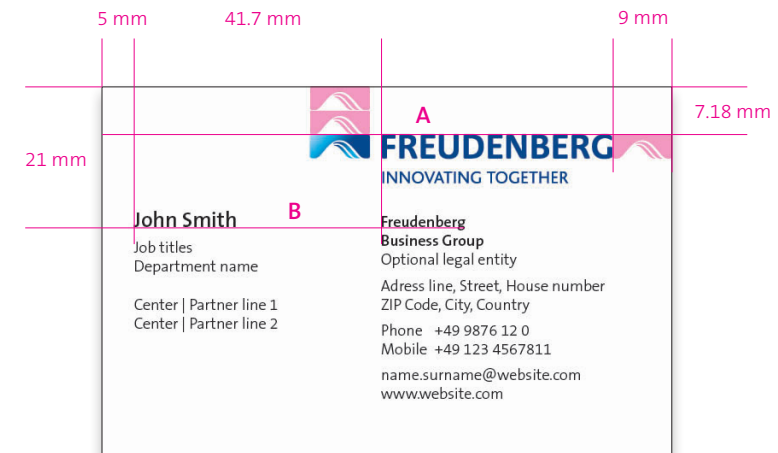 5 mm
41.7 mm
9 mm
7.18 mm
21 mm
A
FREUDENBERG
INNOVATING TOGETHER
B
John Smith
Job titles
Department name
Center | Partner line 1
Center | Partner line 2
Freudenberg
Business Group
Optional legal entity
Adress line, Street, House number
ZIP Code, City, Country
Phone +49 9876 12 0
Mobile +49 123 4567811
name.surname@website.com
www.website.com